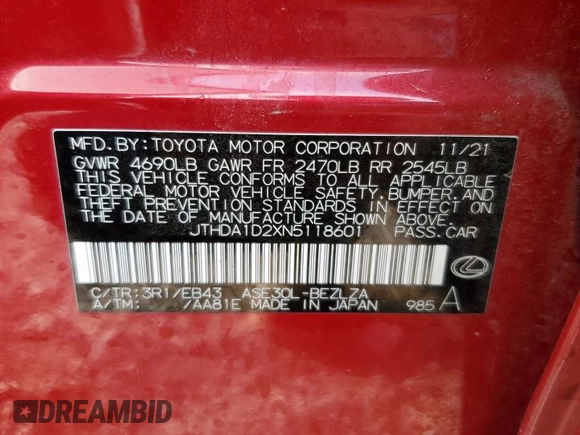 MFD.BY:TOYOTA MOTOR CORPORATION 11/21
GVWR 4690LB GAWR FR 2470LB RR 2545LB
THIS VEHICLE CONFORMS TO ALL APPLICABLE
FEDERAL MOTOR VEHICLE SAFETY, BUMPER, AND
THEFT PREVENTION STANDARDS IN EFFECT ON
THE DATE OF MANUFACTURE SHOWN ABOVE.
JTHDA1D2XN5118601 PASS.CAR
C/TR:3R1/EB43 ASE30L-BEZLZA
A/TM: /AA81E MADE IN JAPAN 985 A
DREAMBID